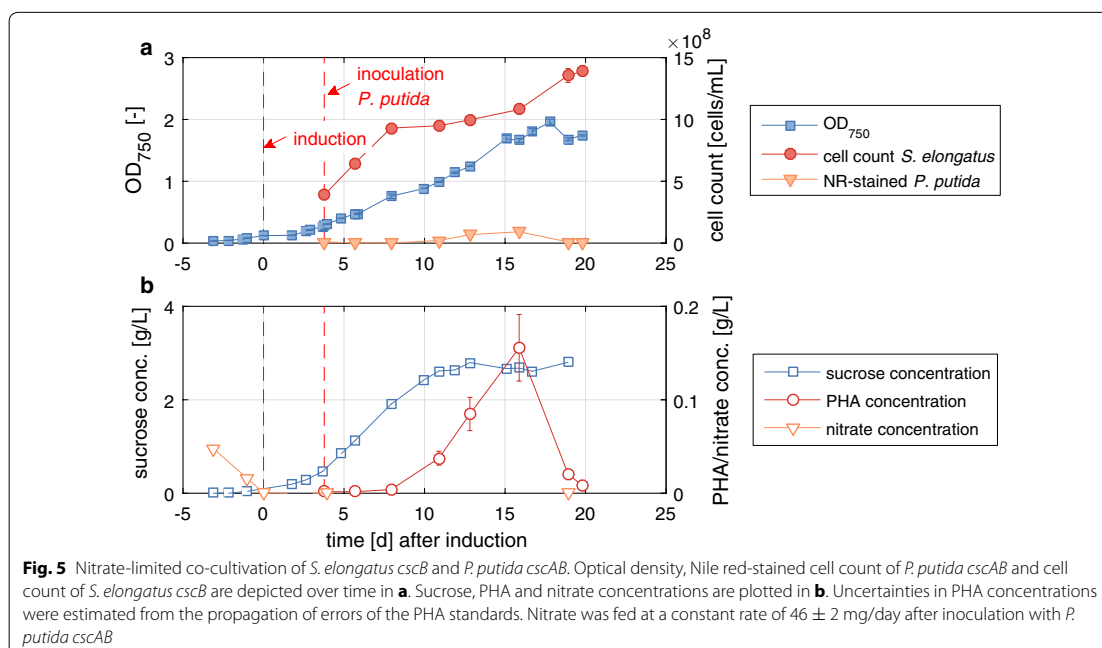 a
×10^8
3
2
1
0
15
10
5
0
OD750 [-]
cell count [cells/mL]
inoculation
P. putida
induction
-5 0 5 10 15 20 25
OD750
cell count S. elongatus
NR-stained P. putida
b
4
2
0
0.2
0.1
0
sucrose conc. [g/L]
PHA/nitrate conc. [g/L]
-5 0 5 10 15 20 25
time [d] after induction
sucrose concentration
PHA concentration
nitrate concentration
Fig. 5 Nitrate-limited co-cultivation of S. elongatus cscB and P. putida cscAB. Optical density, Nile red-stained cell count of P. putida cscAB and cell
count of S. elongatus cscB are depicted over time in a. Sucrose, PHA and nitrate concentrations are plotted in b. Uncertainties in PHA concentrations
were estimated from the propagation of errors of the PHA standards. Nitrate was fed at a constant rate of 46 ± 2 mg/day after inoculation with P.
putida cscAB